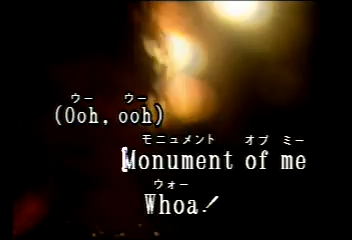 ウー ウー
(Ooh, ooh)
モニュメント オブ ミー
Monument of me
ウォー
Whoa!